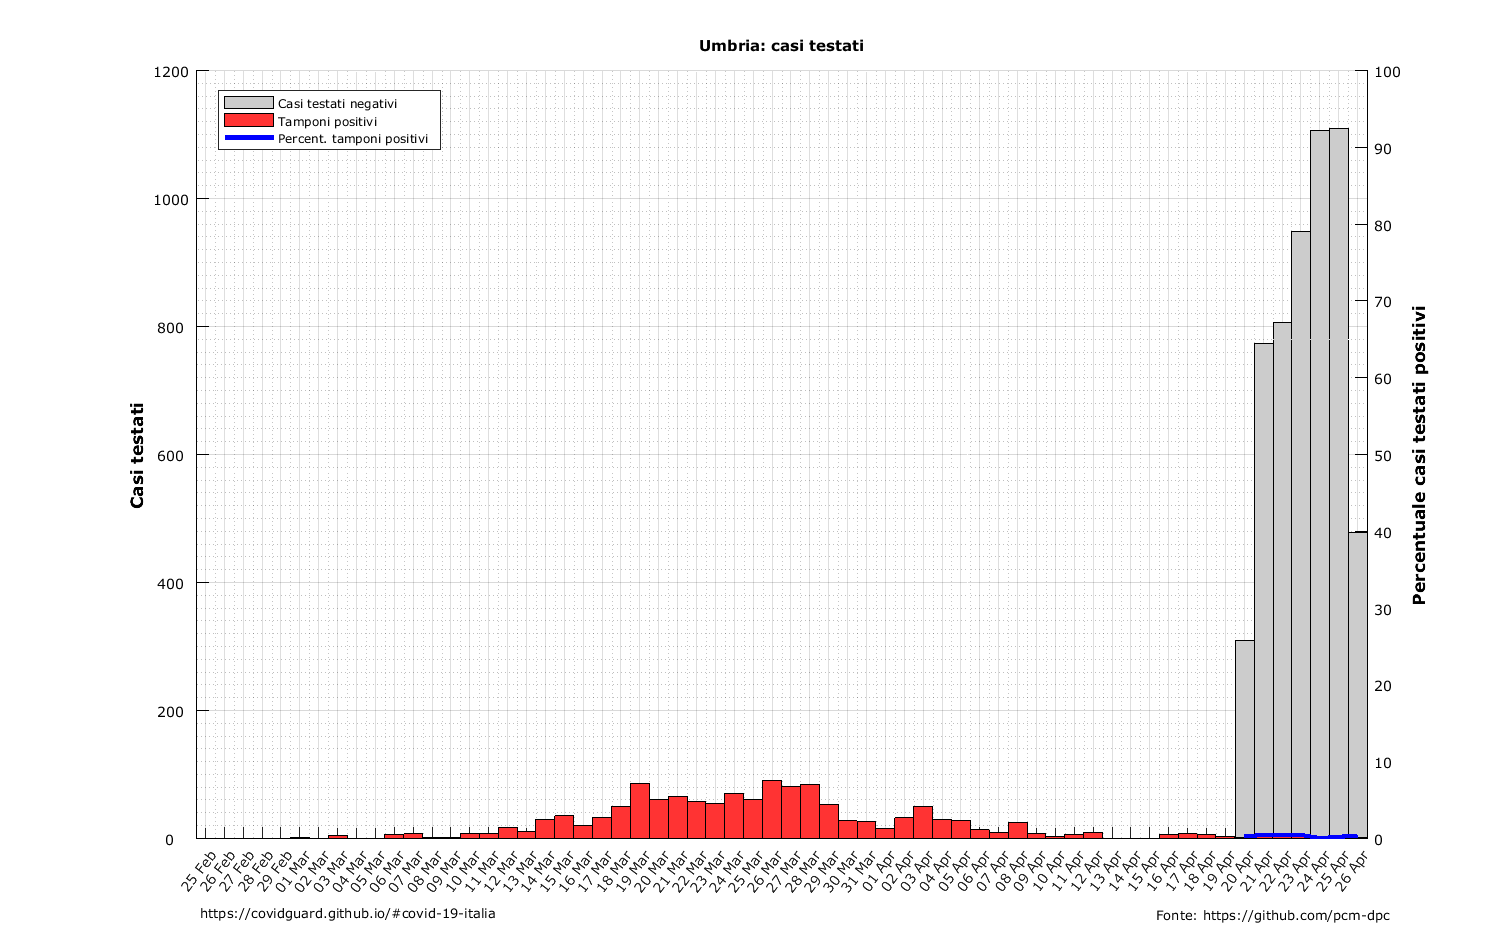 Umbria: casi testati
Casi testati negativi
Tamponi positivi
Percent. tamponi positivi
1200
1000
800
600
400
200
0
100
90
80
70
60
50
40
30
20
10
0
Casi testati
Percentuale casi testati positivi
25 Feb
26 Feb
27 Feb
28 Feb
29 Feb
01 Mar
02 Mar
03 Mar
04 Mar
05 Mar
06 Mar
07 Mar
08 Mar
09 Mar
10 Mar
11 Mar
12 Mar
13 Mar
14 Mar
15 Mar
16 Mar
17 Mar
18 Mar
19 Mar
20 Mar
21 Mar
22 Mar
23 Mar
24 Mar
25 Mar
26 Mar
27 Mar
28 Mar
29 Mar
30 Mar
31 Mar
01 Apr
02 Apr
03 Apr
04 Apr
05 Apr
06 Apr
07 Apr
08 Apr
09 Apr
10 Apr
11 Apr
12 Apr
13 Apr
14 Apr
15 Apr
16 Apr
17 Apr
18 Apr
19 Apr
20 Apr
21 Apr
22 Apr
23 Apr
24 Apr
25 Apr
26 Apr
https://covidguard.github.io/#covid-19-italia
Fonte: https://github.com/pcm-dpc